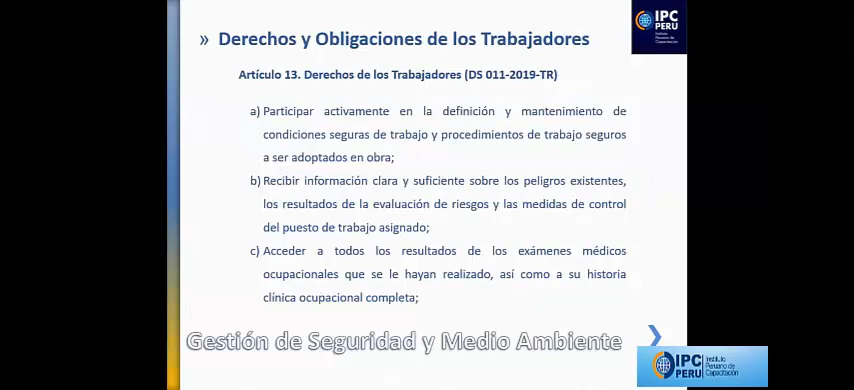 » Derechos y Obligaciones de los Trabajadores
IPC
PERU
Instituto
Peruano de
Capacitación
Artículo 13. Derechos de los Trabajadores (DS 011-2019-TR)
a) Participar activamente en la definición y mantenimiento de
condiciones seguras de trabajo y procedimientos de trabajo seguros
a ser adoptados en obra;
b) Recibir información clara y suficiente sobre los peligros existentes,
los resultados de la evaluación de riesgos y las medidas de control
del puesto de trabajo asignado;
c) Acceder a todos los resultados de los exámenes médicos
ocupacionales que se le hayan realizado, así como a su historia
clínica ocupacional completa;
Gestión de Seguridad y Medio Ambiente
IPC
PERU
Instituto
Peruano de
Capacitación